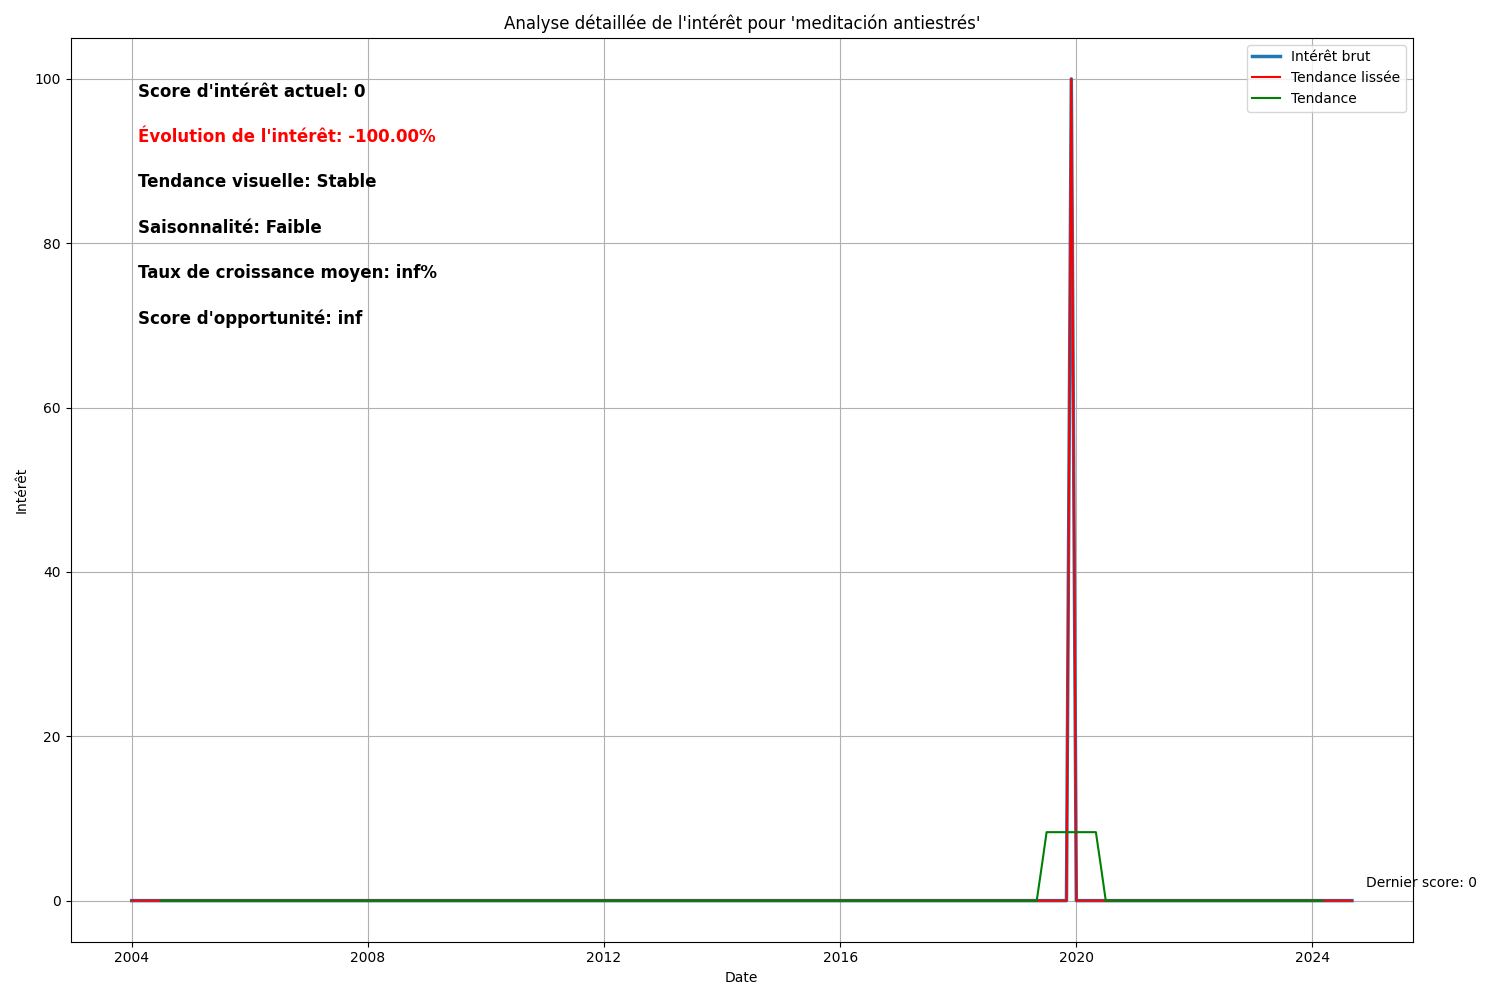 Analyse détaillée de l'intérêt pour 'meditación antiestrés'
Intérêt brut
Tendance lissée
Tendance
Score d'intérêt actuel: 0
Évolution de l'intérêt: -100.00%
Tendance visuelle: Stable
Saisonnalité: Faible
Taux de croissance moyen: inf%
Score d'opportunité: inf
100
80
60
40
20
0
Intérêt
Dernier score: 0
2004
2008
2012
2016
2020
2024
Date